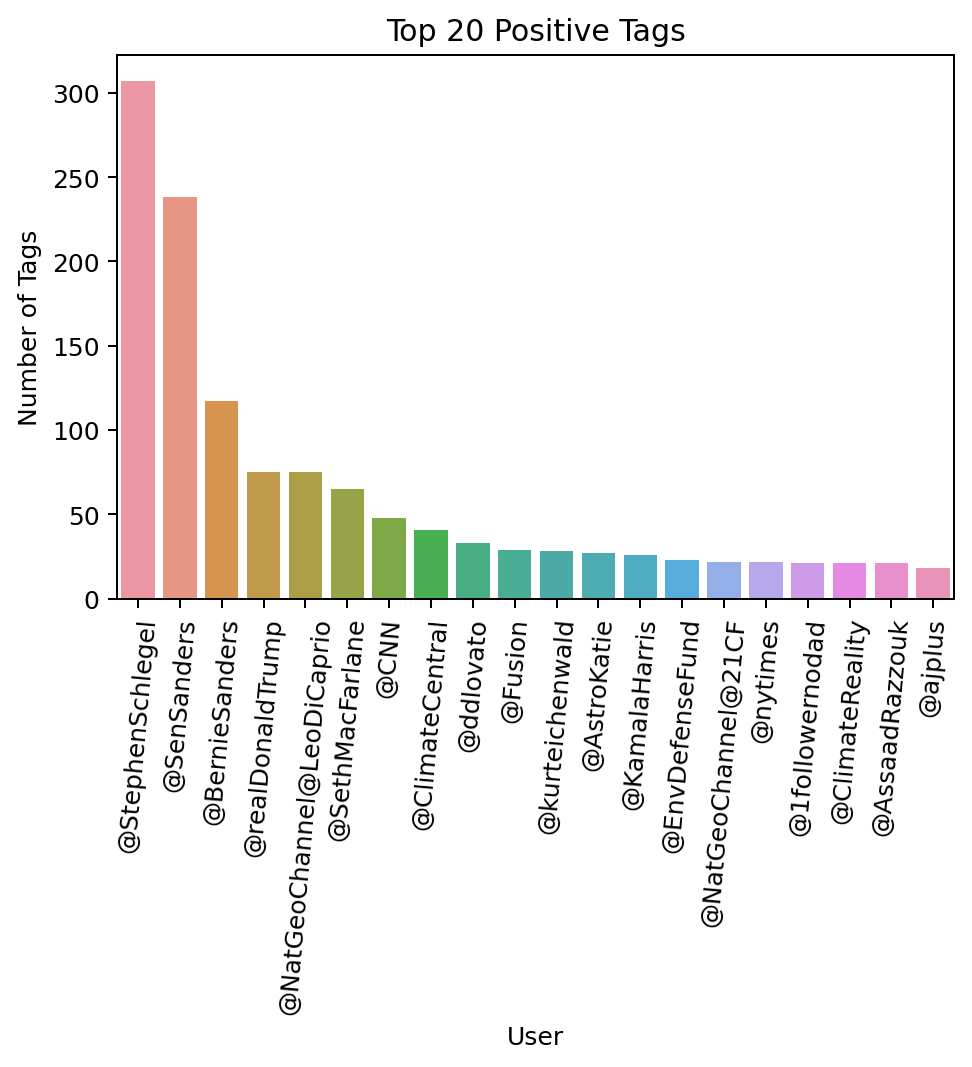 Top 20 Positive Tags
Number of Tags
300
250
200
150
100
50
0
@StephenSchlegel
@SenSanders
@BernieSanders
@realDonaldTrump
@NatGeoChannel@LeoDiCaprio
@SethMacFarlane
@CNN
@ClimateCentral
@ddlovato
@Fusion
@kurteichenwald
@AstroKatie
@KamalaHarris
@EnvDefenseFund
@NatGeoChannel@21CF
@nytimes
@1followernodad
@ClimateReality
@AssaadRazzouk
@ajplus
User